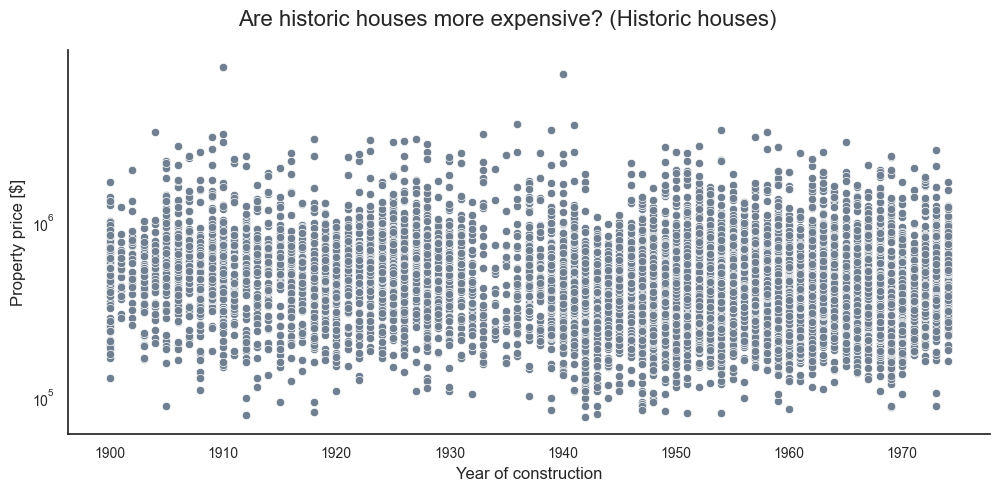 Are historic houses more expensive? (Historic houses)
Property price [$]
10^6
10^5
1900 1910 1920 1930 1940 1950 1960 1970
Year of construction